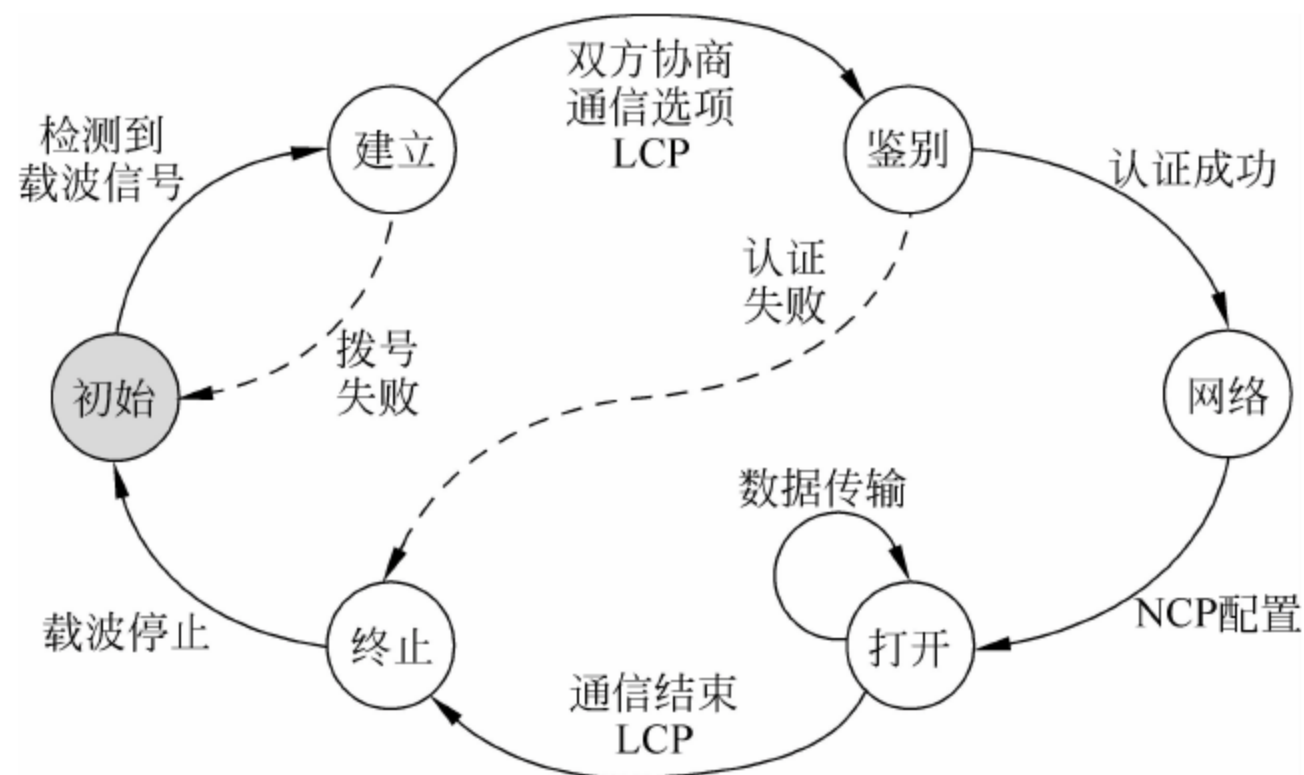 双方协商
通信选项
LCP
检测到
载波信号
建立
鉴别
认证成功
认证
失败
拨号
失败
初始
网络
数据传输
NCP配置
载波停止
终止
打开
通信结束
LCP